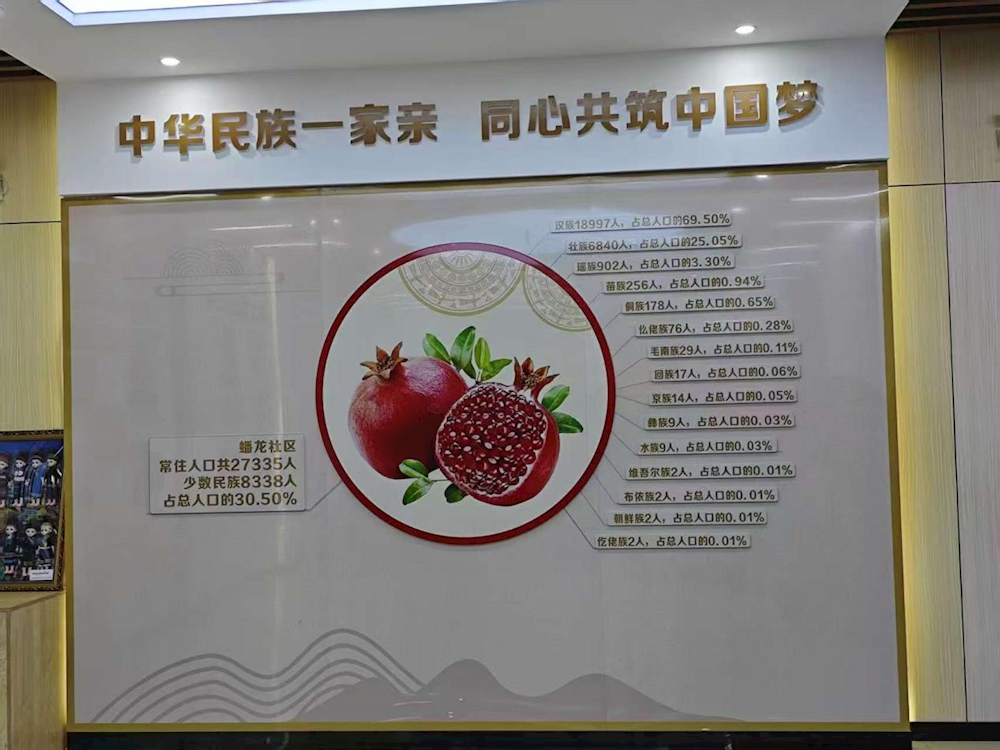 中华民族一家亲 同心共筑中国梦
汉族18997人，占总人口的69.50%
壮族6840人，占总人口的25.05%
瑶族902人，占总人口的3.30%
苗族256人，占总人口的0.94%
侗族178人，占总人口的0.65%
仫佬族76人，占总人口的0.28%
毛南族29人，占总人口的0.11%
回族17人，占总人口的0.06%
京族14人，占总人口的0.05%
彝族9人，占总人口的0.03%
水族9人，占总人口的0.03%
维吾尔族2人，占总人口的0.01%
布依族2人，占总人口的0.01%
朝鲜族2人，占总人口的0.01%
仡佬族2人，占总人口的0.01%
蟠龙社区
常住人口共27335人
少数民族8338人
占总人口的30.50%